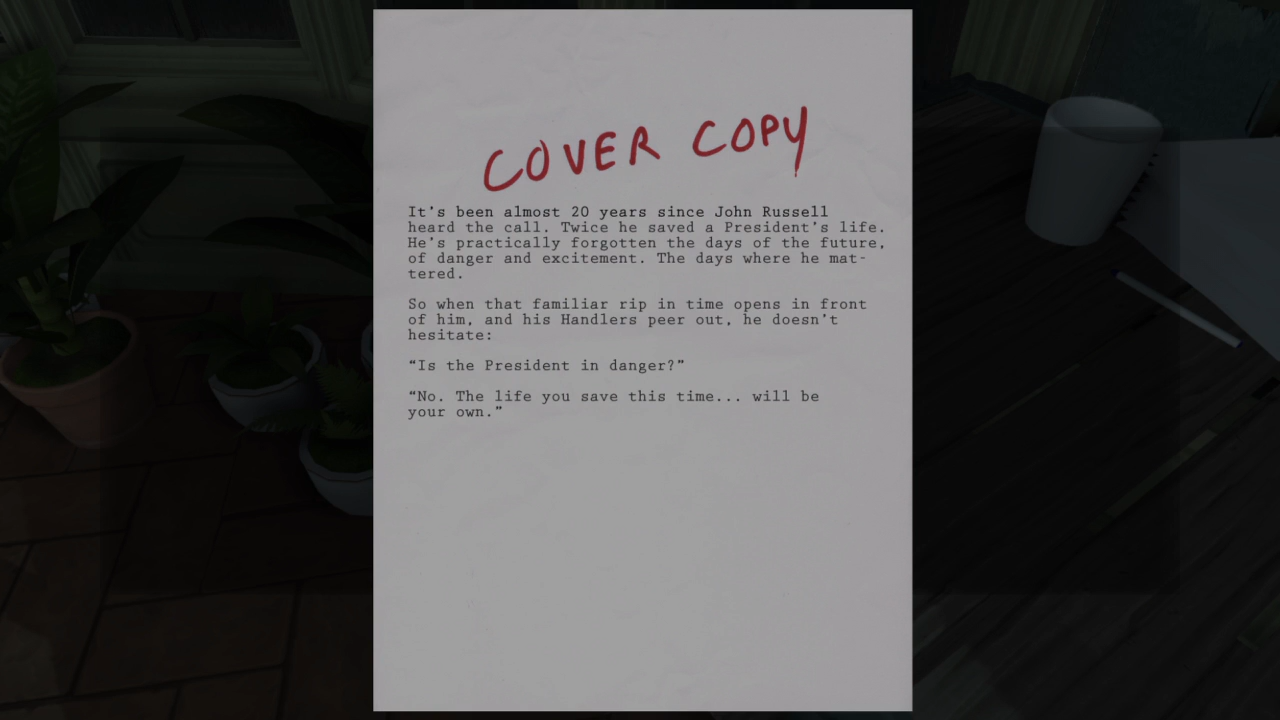 COVER COPY
It's been almost 20 years since John Russell
heard the call. Twice he saved a President's life.
He's practically forgotten the days of the future,
of danger and excitement. The days where he mat-
tered.
So when that familiar rip in time opens in front
of him, and his Handlers peer out, he doesn't
hesitate:
“Is the President in danger?”
“No. The life you save this time... will be
your own.”